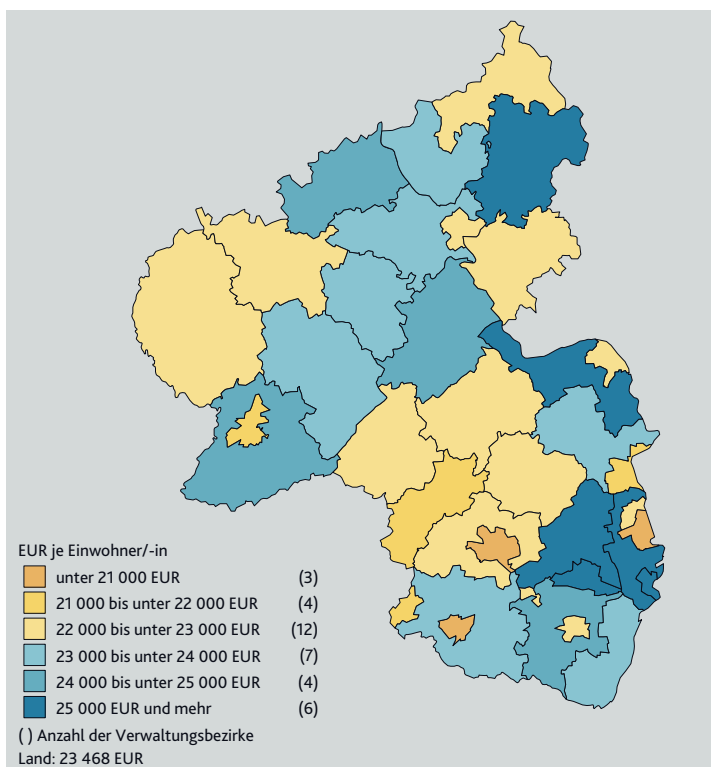 EUR je Einwohner/-in
unter 21 000 EUR (3)
21 000 bis unter 22 000 EUR (4)
22 000 bis unter 23 000 EUR (12)
23 000 bis unter 24 000 EUR (7)
24 000 bis unter 25 000 EUR (4)
25 000 EUR und mehr (6)
( ) Anzahl der Verwaltungsbezirke
Land: 23 468 EUR